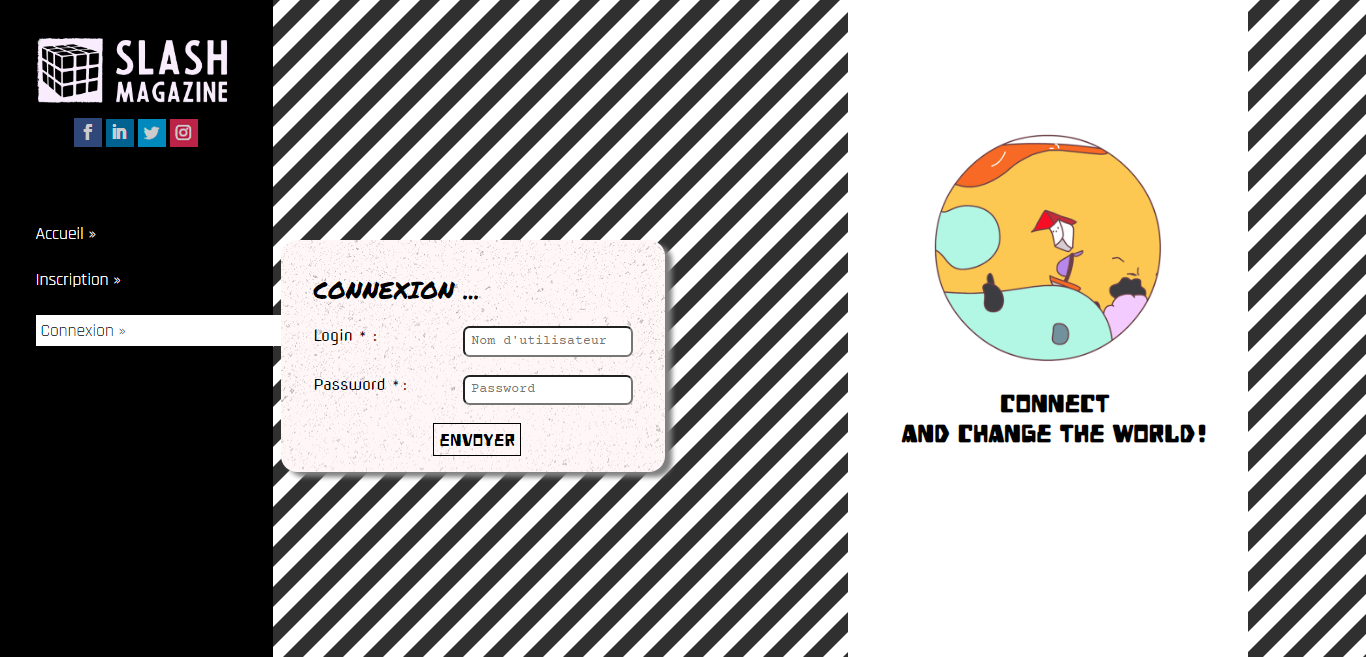 SLASH
MAGAZINE
Accueil »
Inscription »
Connexion »
CONNEXION ...
Login * :
Nom d'utilisateur
Password * :
Password
ENVOYER
CONNECT
AND CHANGE THE WORLD!